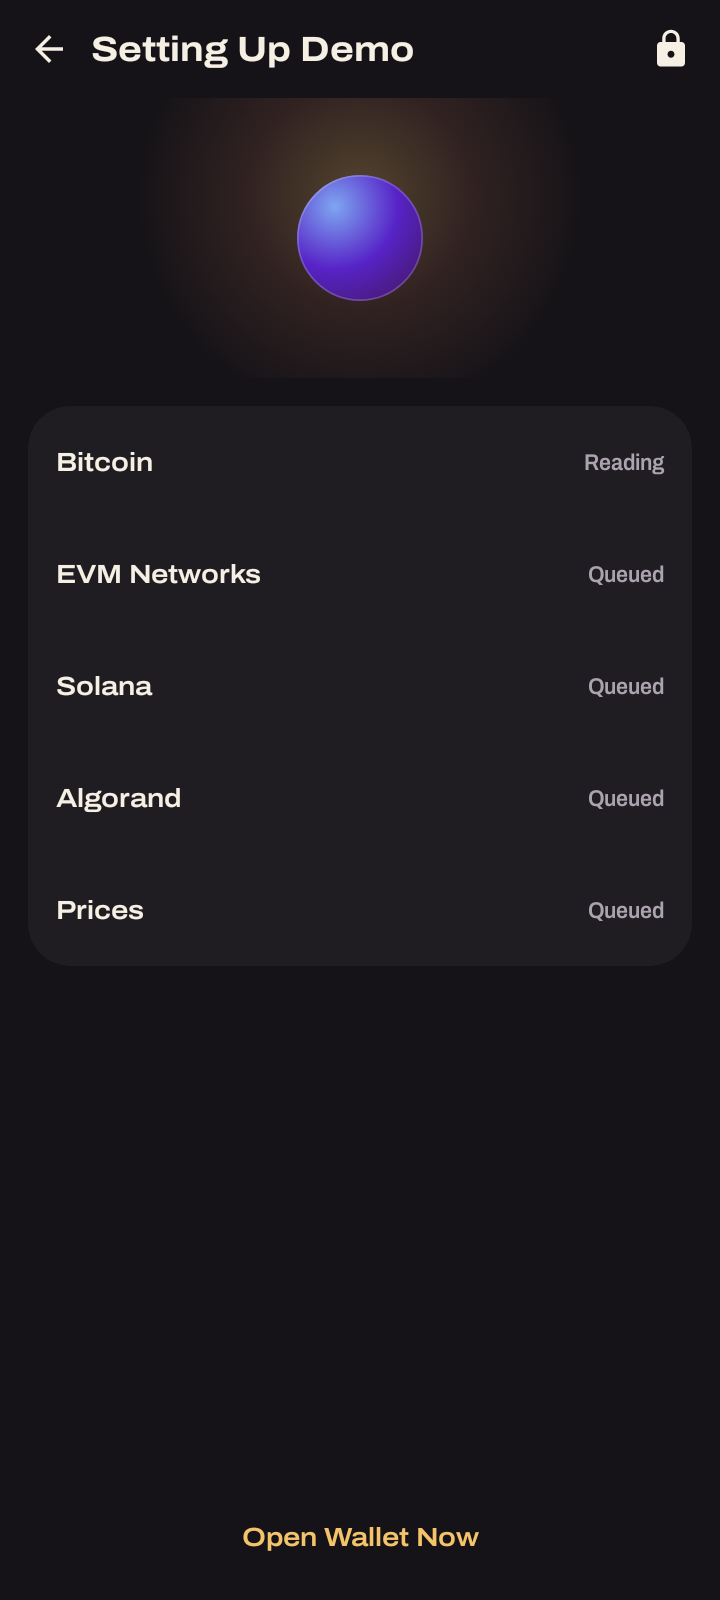 Setting Up Demo
Bitcoin Reading
EVM Networks Queued
Solana Queued
Algorand Queued
Prices Queued
Open Wallet Now